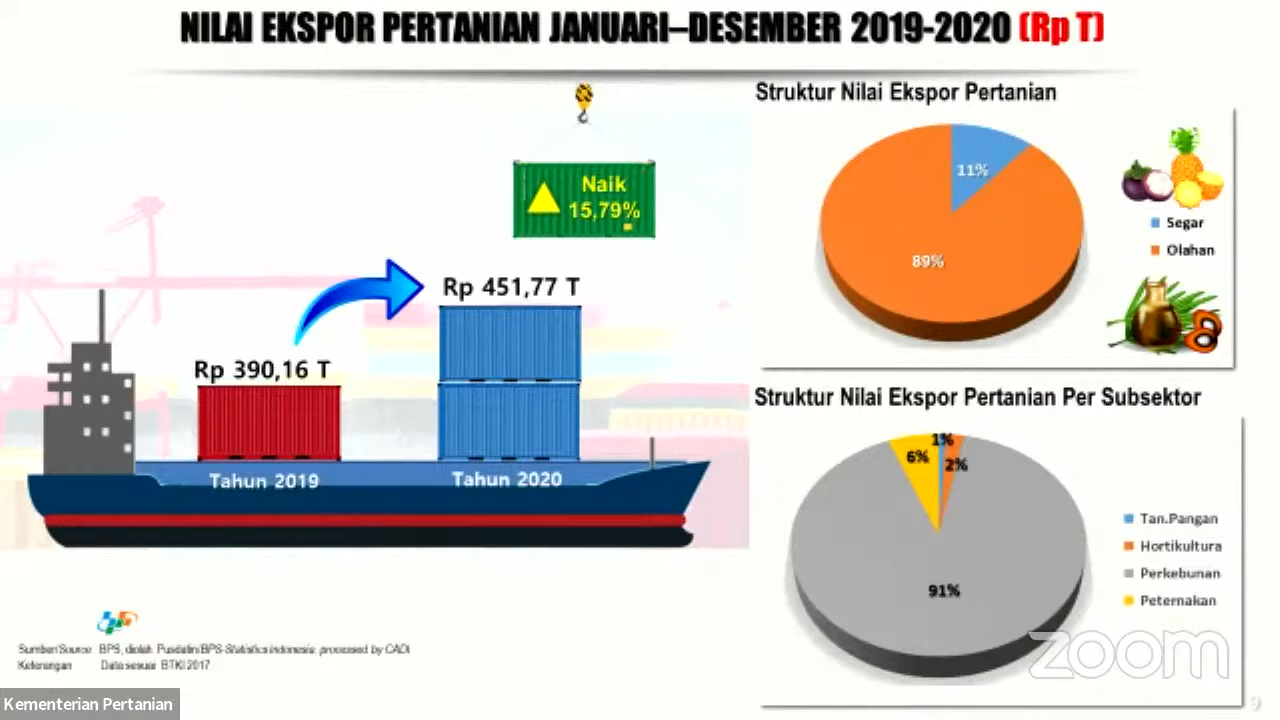 NILAI EKSPOR PERTANIAN JANUARI–DESEMBER 2019-2020 (Rp T)
Naik
15,79%
Rp 451,77 T
Rp 390,16 T
Tahun 2019
Tahun 2020
Struktur Nilai Ekspor Pertanian
11%
89%
Segar
Olahan
Struktur Nilai Ekspor Pertanian Per Subsektor
1%
6%
2%
91%
Tan.Pangan
Hortikultura
Perkebunan
Peternakan
Sumber/Source BPS, diolah Pusdatin/BPS-Statistics Indonesia, processed by CADI
Keterangan Data sesuai BTKI 2017
Kementerian Pertanian
zoom
9